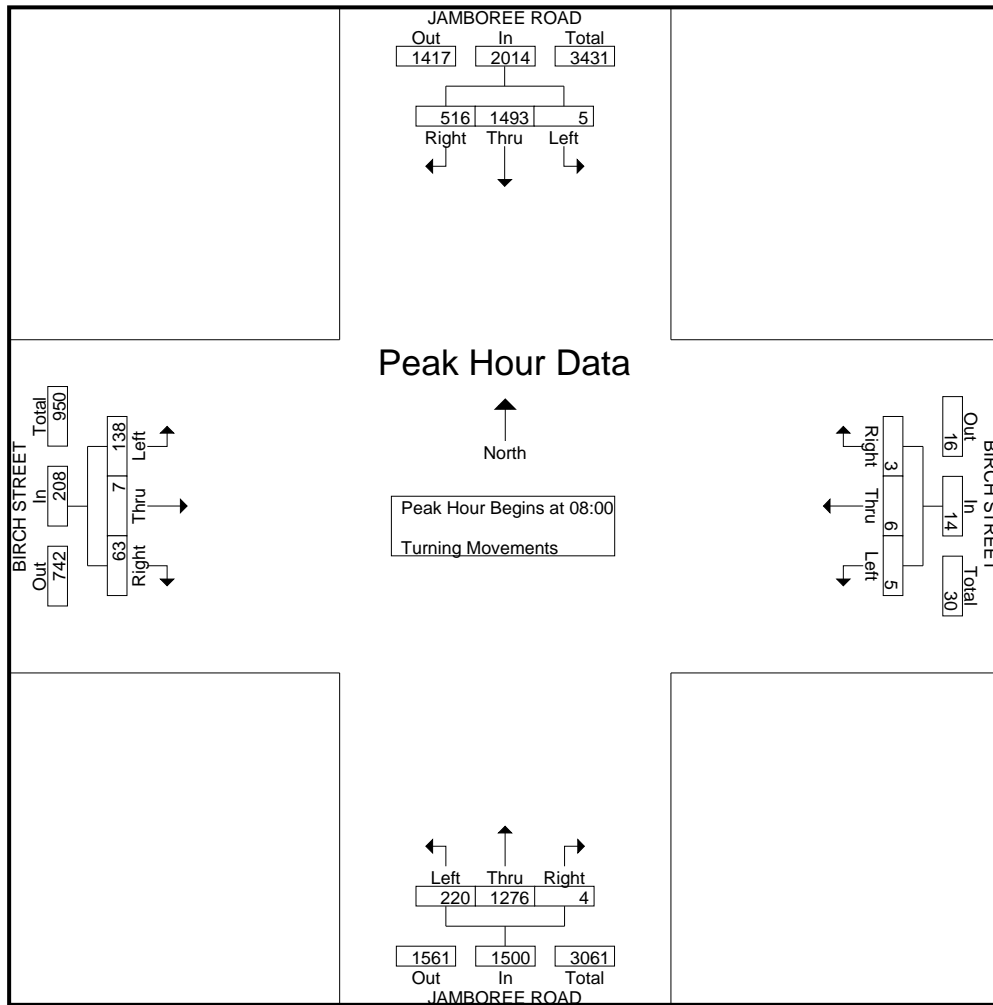 JAMBOREE ROAD
Out In Total
1417 2014 3431
516 1493 5
Right Thru Left
Peak Hour Data
North
Peak Hour Begins at 08:00
Turning Movements
BIRCH STREET
Total In Out
950 208 742
138 7 63
Left Thru Right
BIRCH STREET
Out In Total
16 14 30
3 6 5
Right Thru Left
Left Thru Right
220 1276 4
1561 1500 3061
Out In Total
JAMBOREE ROAD